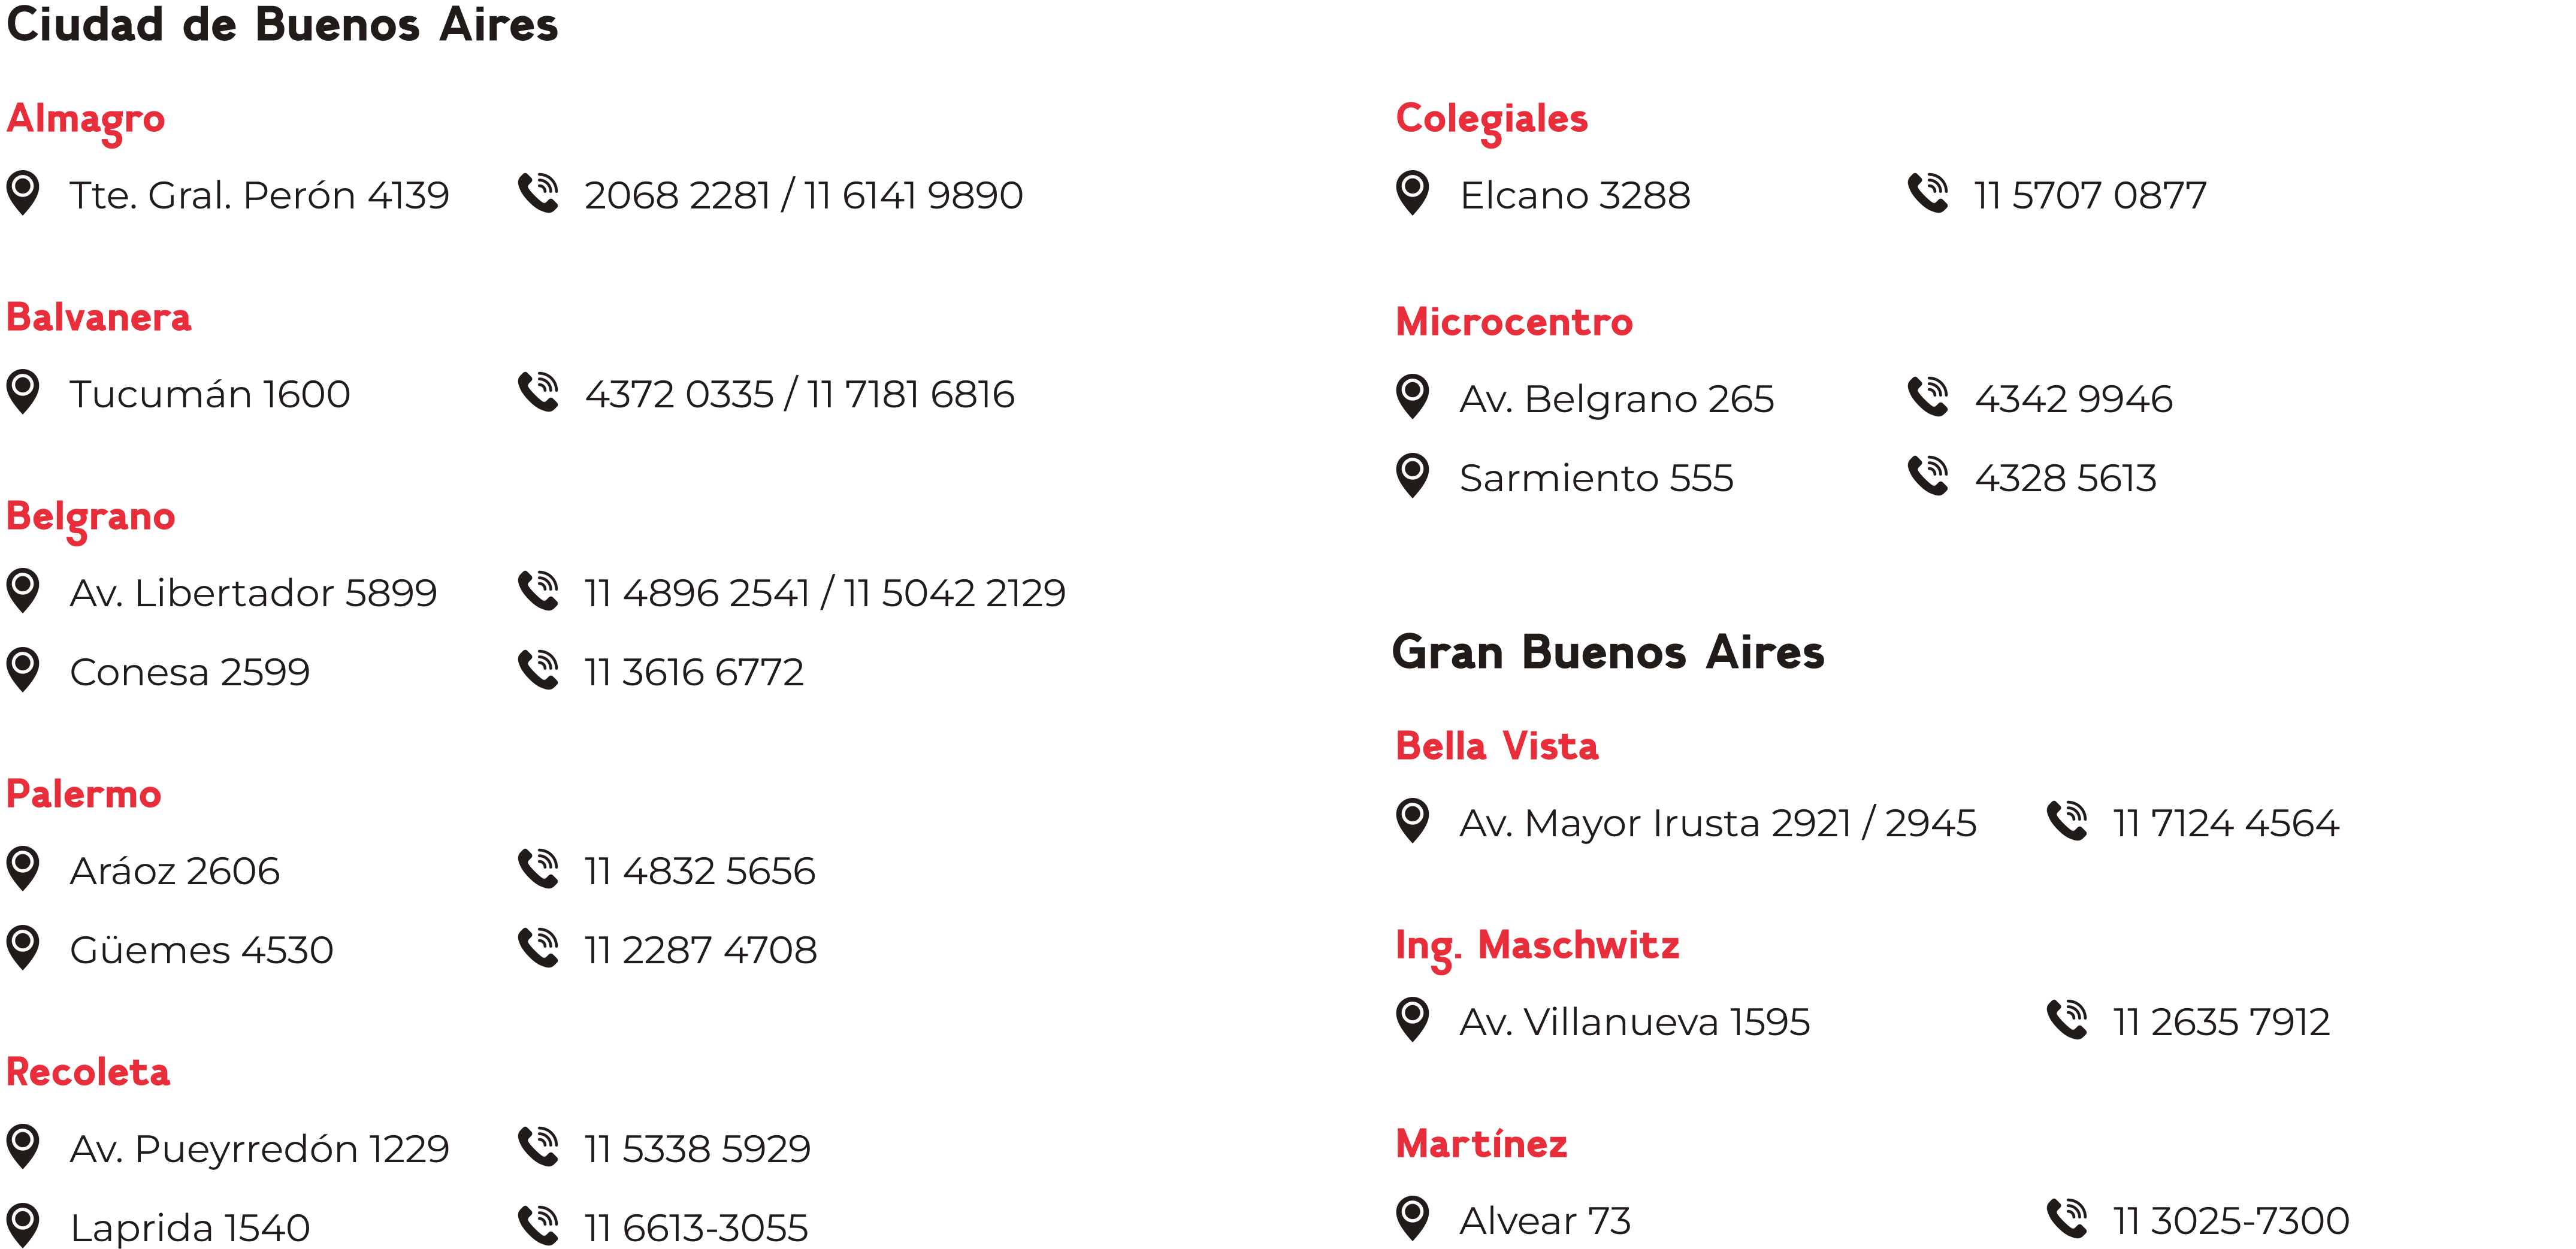 Ciudad de Buenos Aires
Almagro
Tte. Gral. Perón 4139 2068 2281 / 11 6141 9890
Balvanera
Tucumán 1600 4372 0335 / 11 7181 6816
Belgrano
Av. Libertador 5899 11 4896 2541 / 11 5042 2129
Conesa 2599 11 3616 6772
Palermo
Aráoz 2606 11 4832 5656
Güemes 4530 11 2287 4708
Recoleta
Av. Pueyrredón 1229 11 5338 5929
Laprida 1540 11 6613-3055
Colegiales
Elcano 3288 11 5707 0877
Microcentro
Av. Belgrano 265 4342 9946
Sarmiento 555 4328 5613
Gran Buenos Aires
Bella Vista
Av. Mayor Irusta 2921 / 2945 11 7124 4564
Ing. Maschwitz
Av. Villanueva 1595 11 2635 7912
Martínez
Alvear 73 11 3025-7300